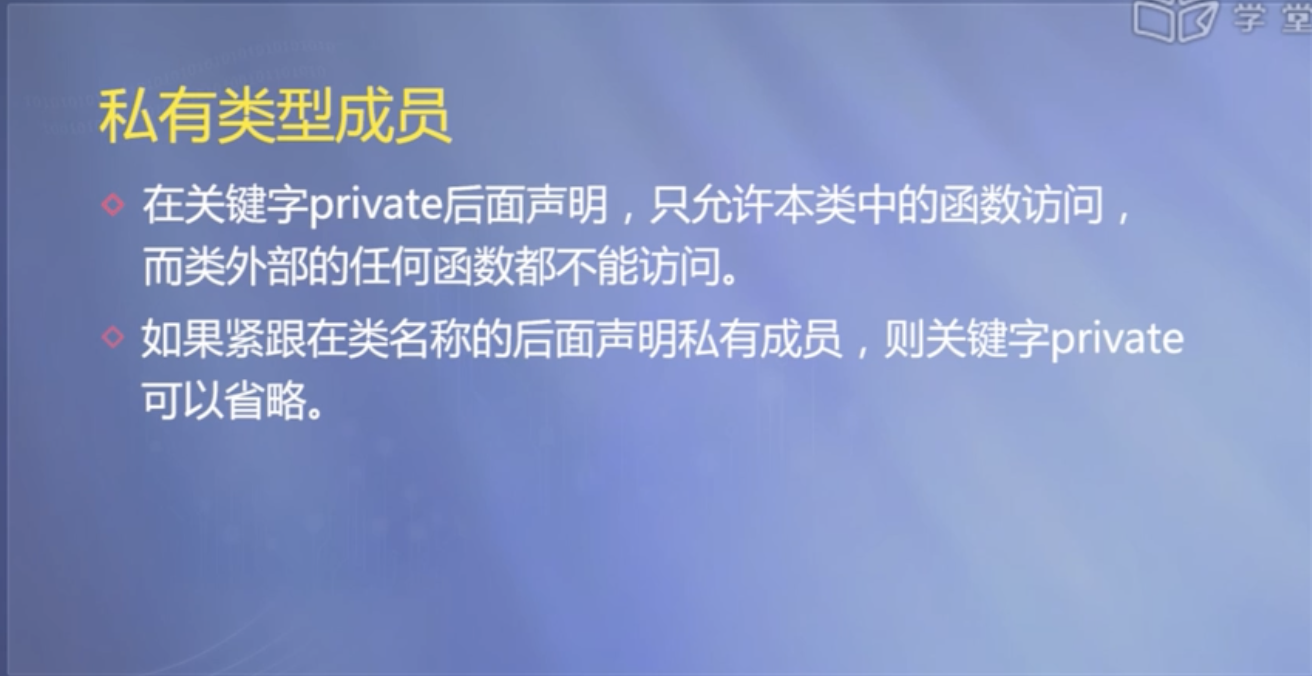 学堂
私有类型成员
在关键字private后面声明，只允许本类中的函数访问，
而类外部的任何函数都不能访问。
如果紧跟在类名称的后面声明私有成员，则关键字private
可以省略。